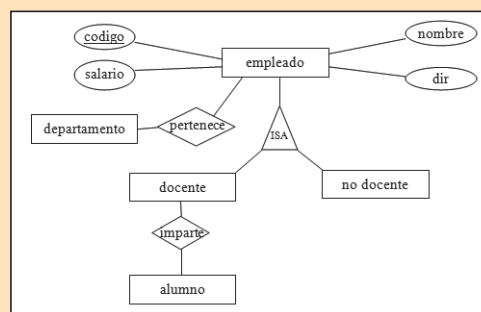 codigo
nombre
empleado
salario
dir
departamento
pertenece
ISA
docente
no docente
imparte
alumno